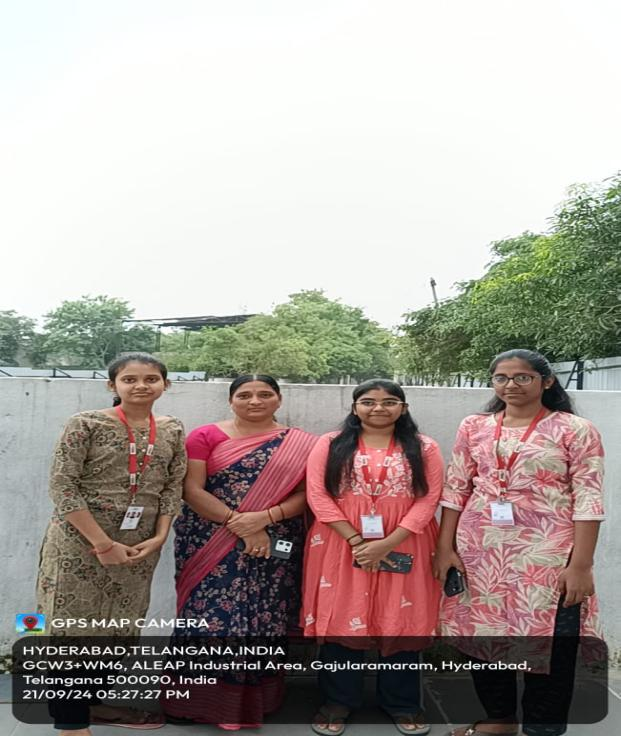 GPS MAP CAMERA
HYDERABAD,TELANGANA,INDIA
GCW3+WM6, ALEAP Industrial Area, Gajularamaram, Hyderabad,
Telangana 500090, India
21/09/24 05:27:27 PM